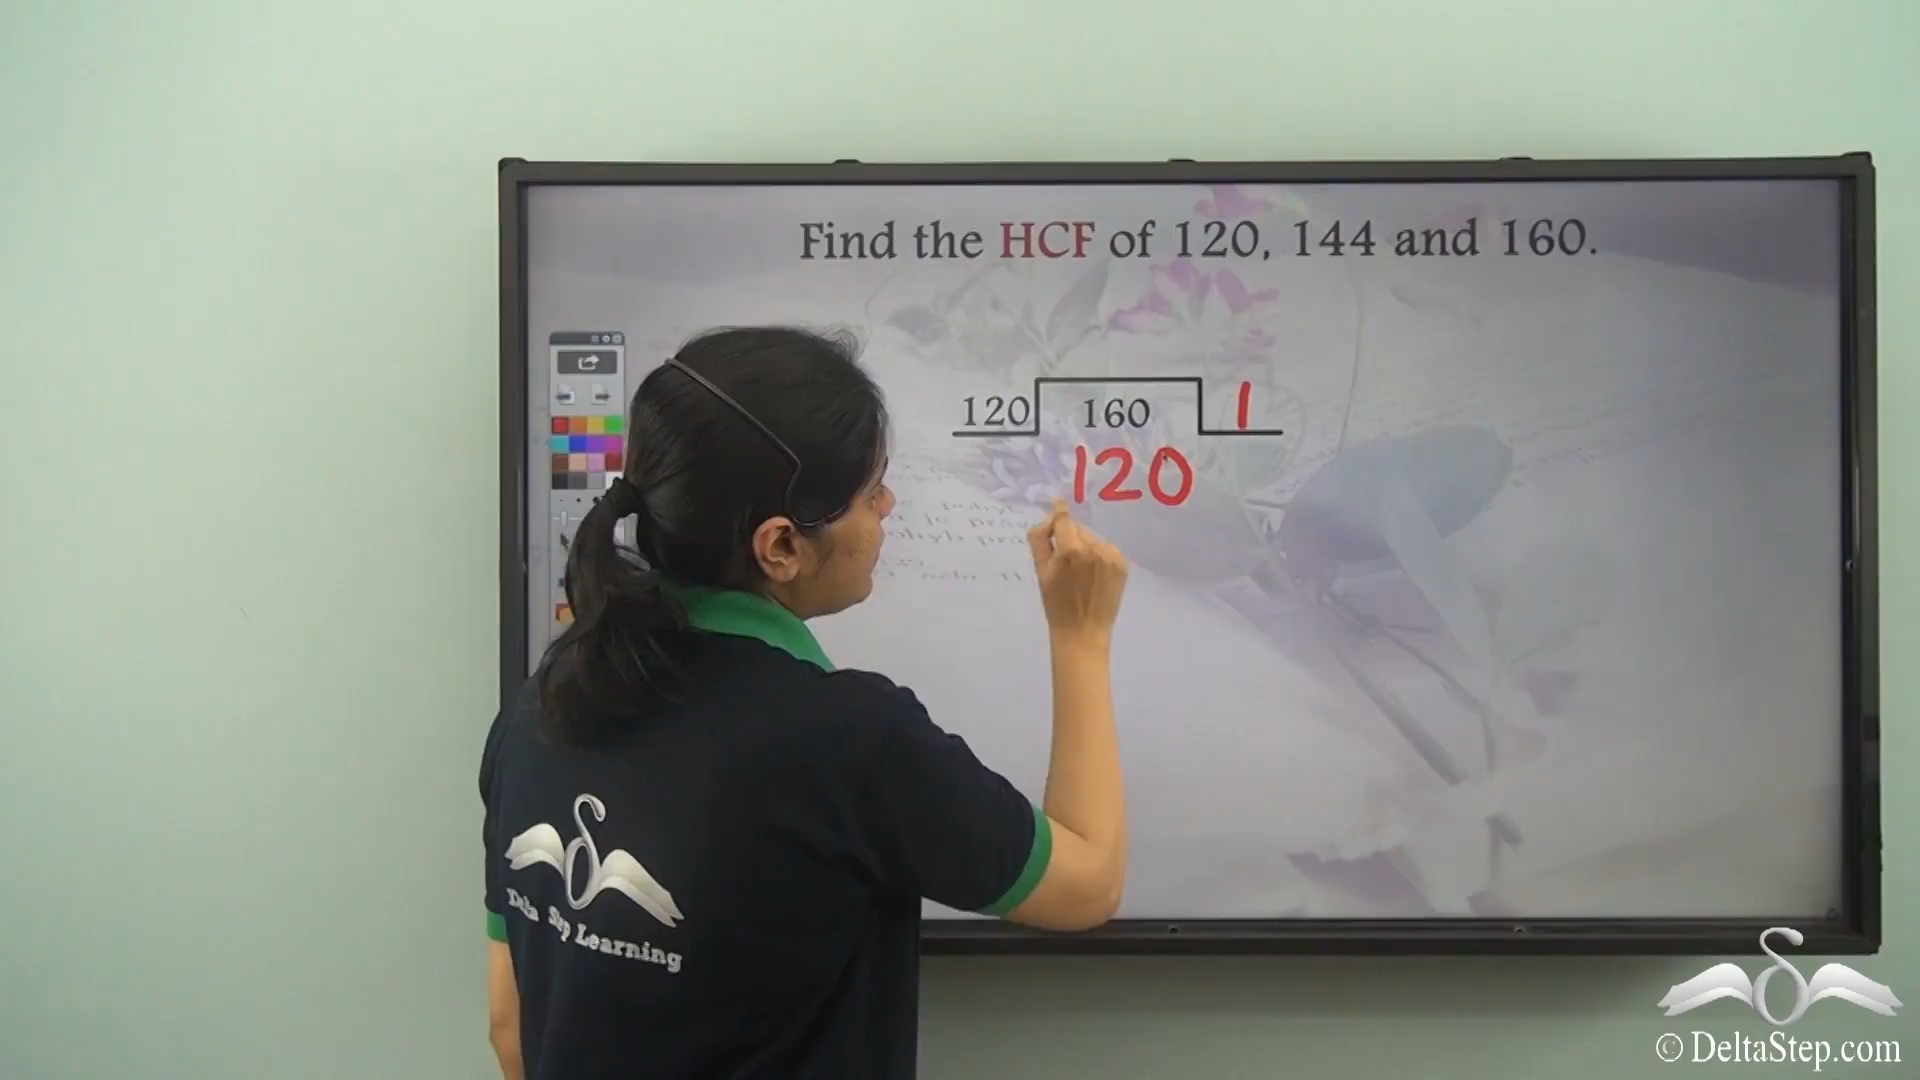 Find the HCF of 120, 144 and 160.
120 160 1
120
Delta Step Learning
© DeltaStep.com